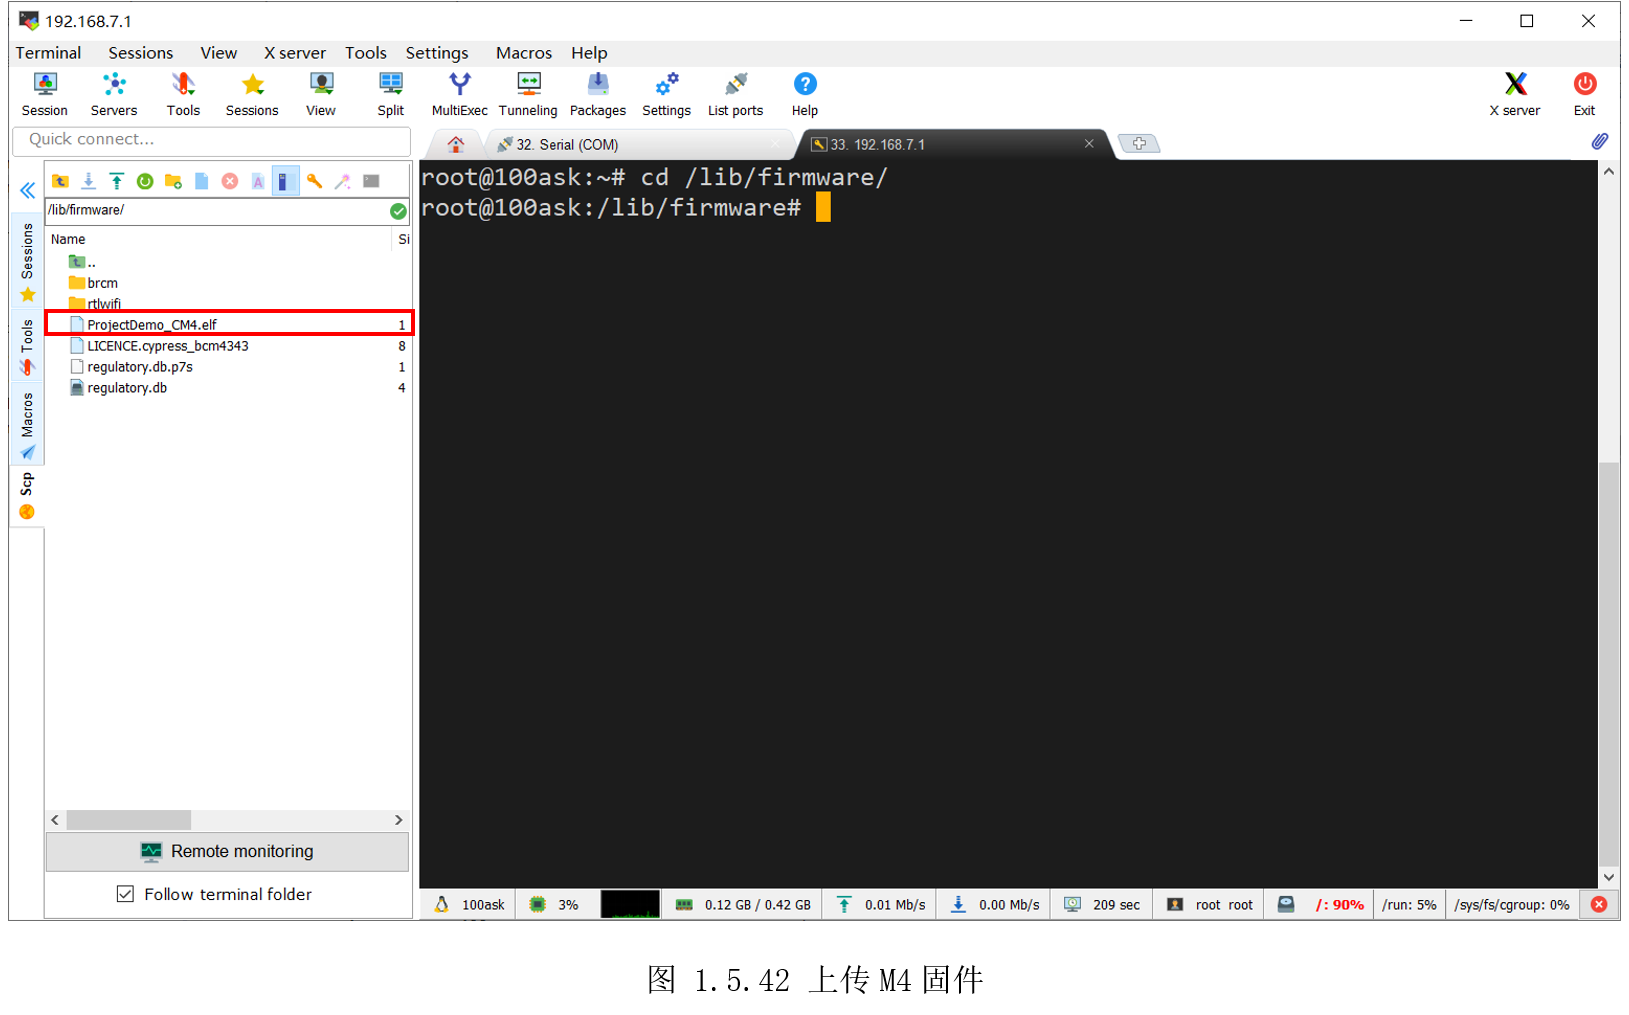 192.168.7.1
Terminal Sessions View X server Tools Settings Macros Help
Session Servers Tools Sessions View Split MultiExec Tunneling Packages Settings List ports Help X server Exit
Quick connect...
32. Serial (COM)
33. 192.168.7.1
Sessions
Tools
Macros
Scp
/lib/firmware/
Name Si
..
brcm
rtlwifi
ProjectDemo_CM4.elf 1
LICENCE.cypress_bcm4343 8
regulatory.db.p7s 1
regulatory.db 4
Remote monitoring
Follow terminal folder
root@100ask:~# cd /lib/firmware/
root@100ask:/lib/firmware#
100ask 3% 0.12 GB / 0.42 GB 0.01 Mb/s 0.00 Mb/s 209 sec root root /: 90% /run: 5% /sys/fs/cgroup: 0%
图 1.5.42 上传M4固件